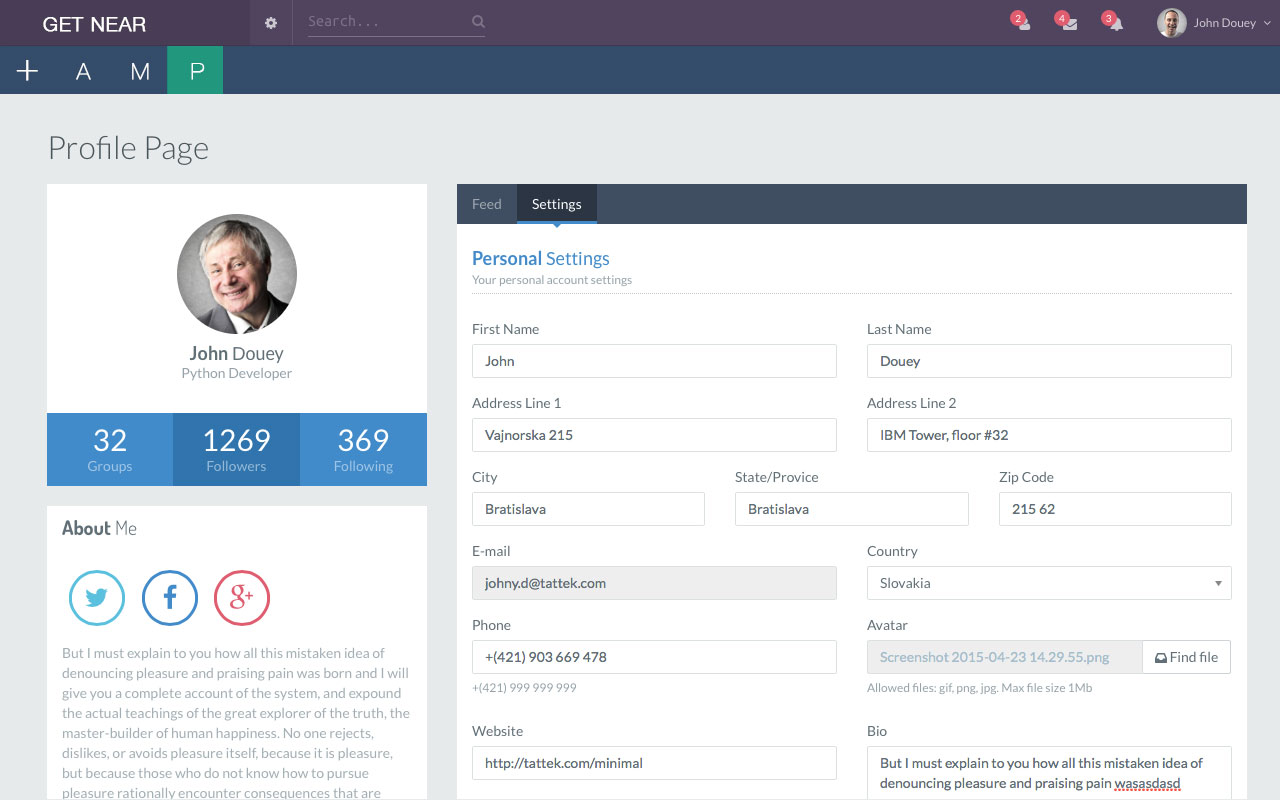 GET NEAR
Search...
2
4
3
John Douey
A M P
Profile Page
John Douey
Python Developer
32
Groups
1269
Followers
369
Following
About Me
But I must explain to you how all this mistaken idea of
denouncing pleasure and praising pain was born and I will
give you a complete account of the system, and expound
the actual teachings of the great explorer of the truth, the
master-builder of human happiness. No one rejects,
dislikes, or avoids pleasure itself, because it is pleasure,
but because those who do not know how to pursue
pleasure rationally encounter consequences that are
Feed Settings
Personal Settings
Your personal account settings
First Name
John
Last Name
Douey
Address Line 1
Vajnorska 215
Address Line 2
IBM Tower, floor #32
City
Bratislava
State/Provice
Bratislava
Zip Code
215 62
E-mail
johny.d@tattek.com
Country
Slovakia
Phone
+(421) 903 669 478
+(421) 999 999 999
Avatar
Screenshot 2015-04-23 14.29.55.png
Find file
Allowed files: gif, png, jpg. Max file size 1Mb
Website
http://tattek.com/minimal
Bio
But I must explain to you how all this mistaken idea of
denouncing pleasure and praising pain wasasdasd